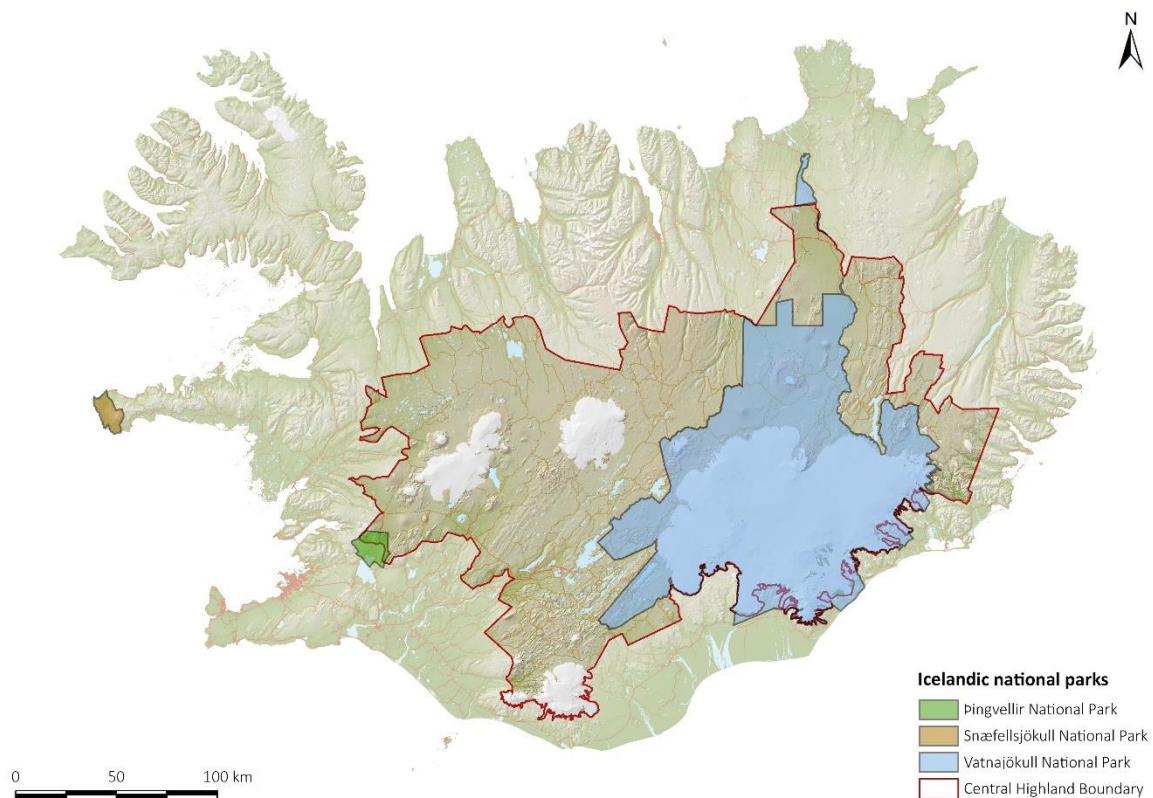 N
Icelandic national parks
Þingvellir National Park
Snæfellsjökull National Park
Vatnajökull National Park
Central Highland Boundary
0 50 100 km